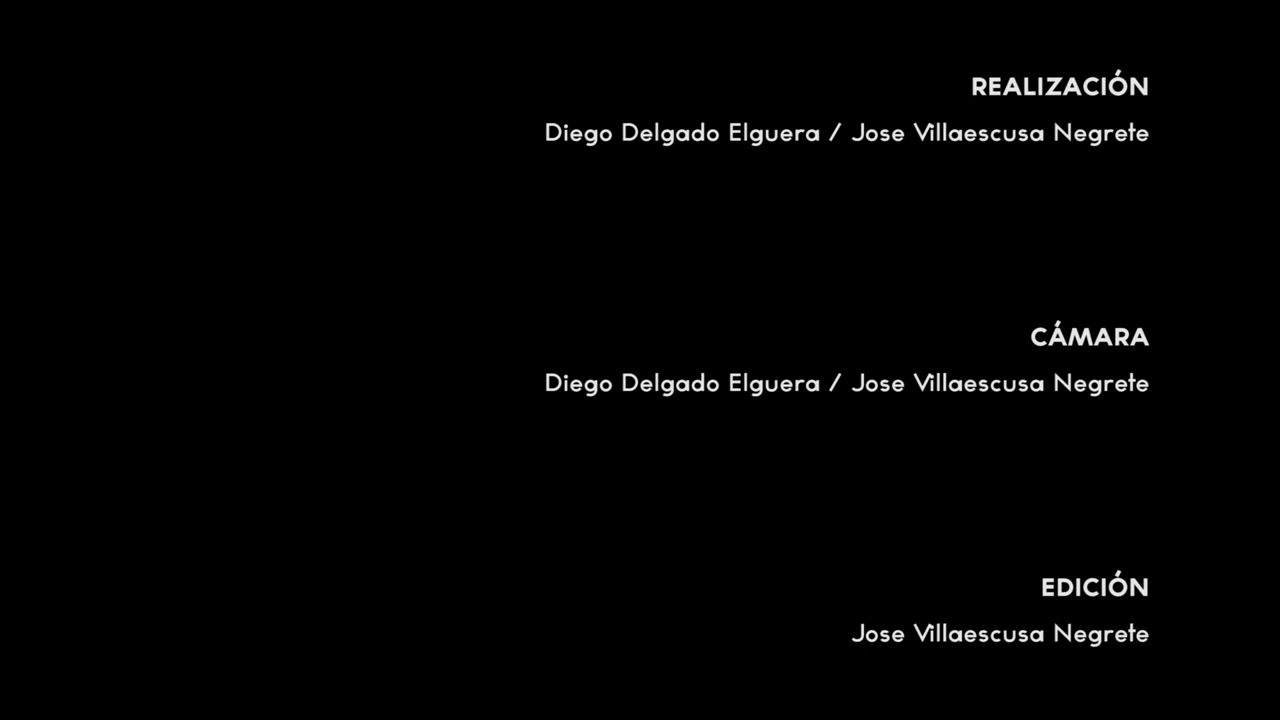 REALIZACIÓN
Diego Delgado Elguera / Jose Villaescusa Negrete
CÁMARA
Diego Delgado Elguera / Jose Villaescusa Negrete
EDICIÓN
Jose Villaescusa Negrete